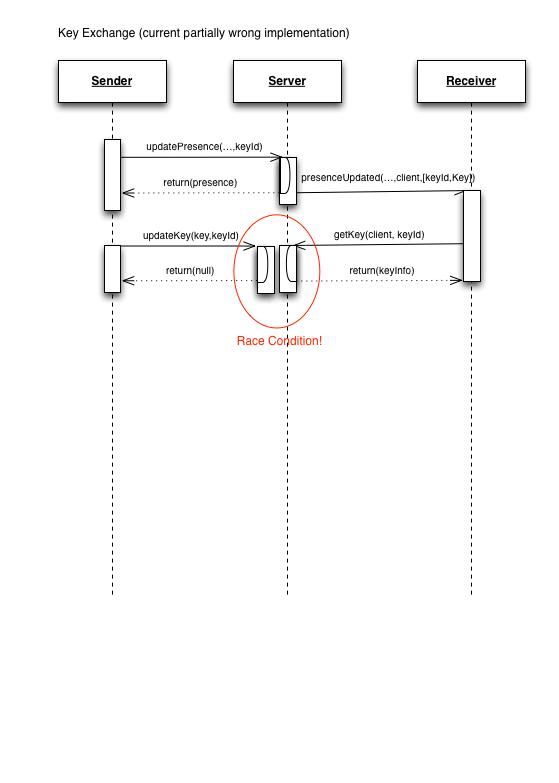 Key Exchange (current partially wrong implementation)
Sender
Server
Receiver
updatePresence(...,keyId)
presenceUpdated(...,client,[keyId,Key])
return(presence)
updateKey(key,keyId)
getKey(client, keyId)
return(null)
return(keyInfo)
Race Condition!